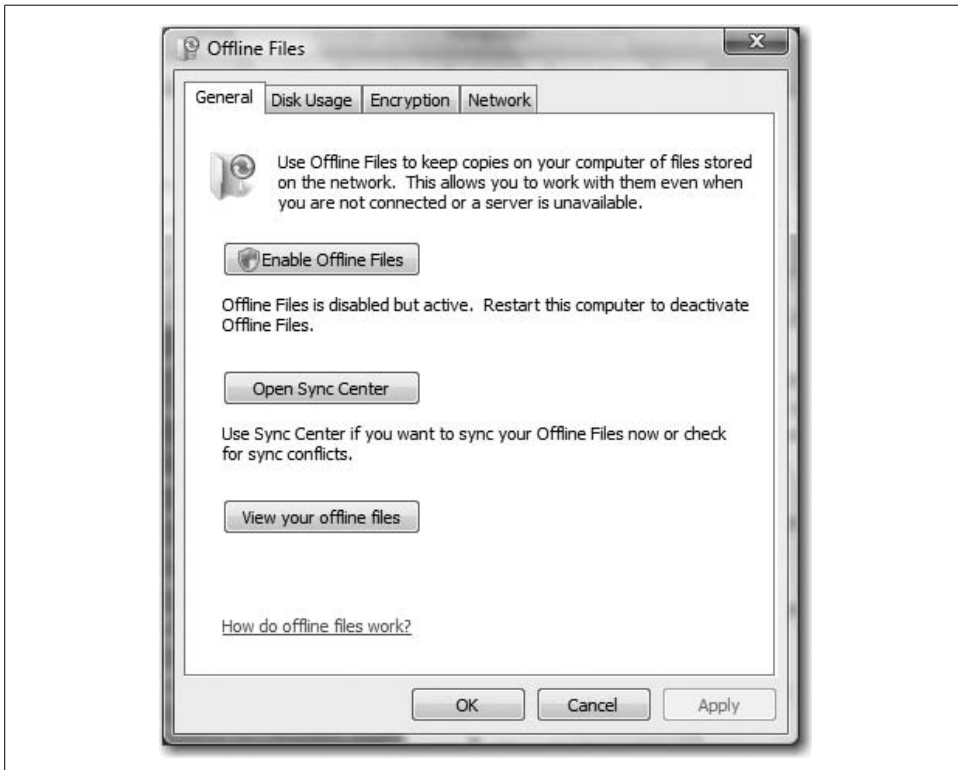 Offline Files
X
General Disk Usage Encryption Network
Use Offline Files to keep copies on your computer of files stored
on the network. This allows you to work with them even when
you are not connected or a server is unavailable.
Enable Offline Files
Offline Files is disabled but active. Restart this computer to deactivate
Offline Files.
Open Sync Center
Use Sync Center if you want to sync your Offline Files now or check
for sync conflicts.
View your offline files
How do offline files work?
OK Cancel Apply